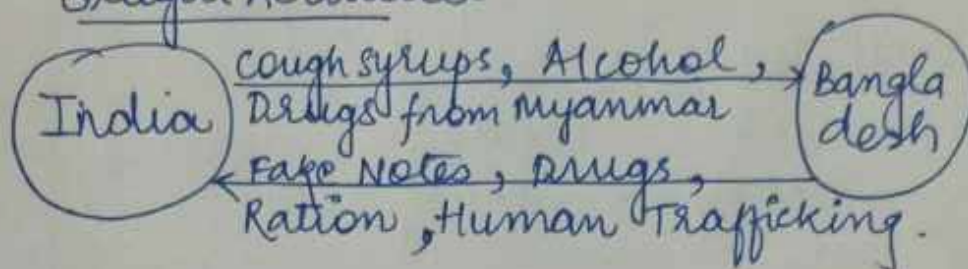 cough syrups, Alcohol,
India Drugs from Myanmar Bangla
desh
Fake Notes, Drugs,
Ration, Human Trafficking.